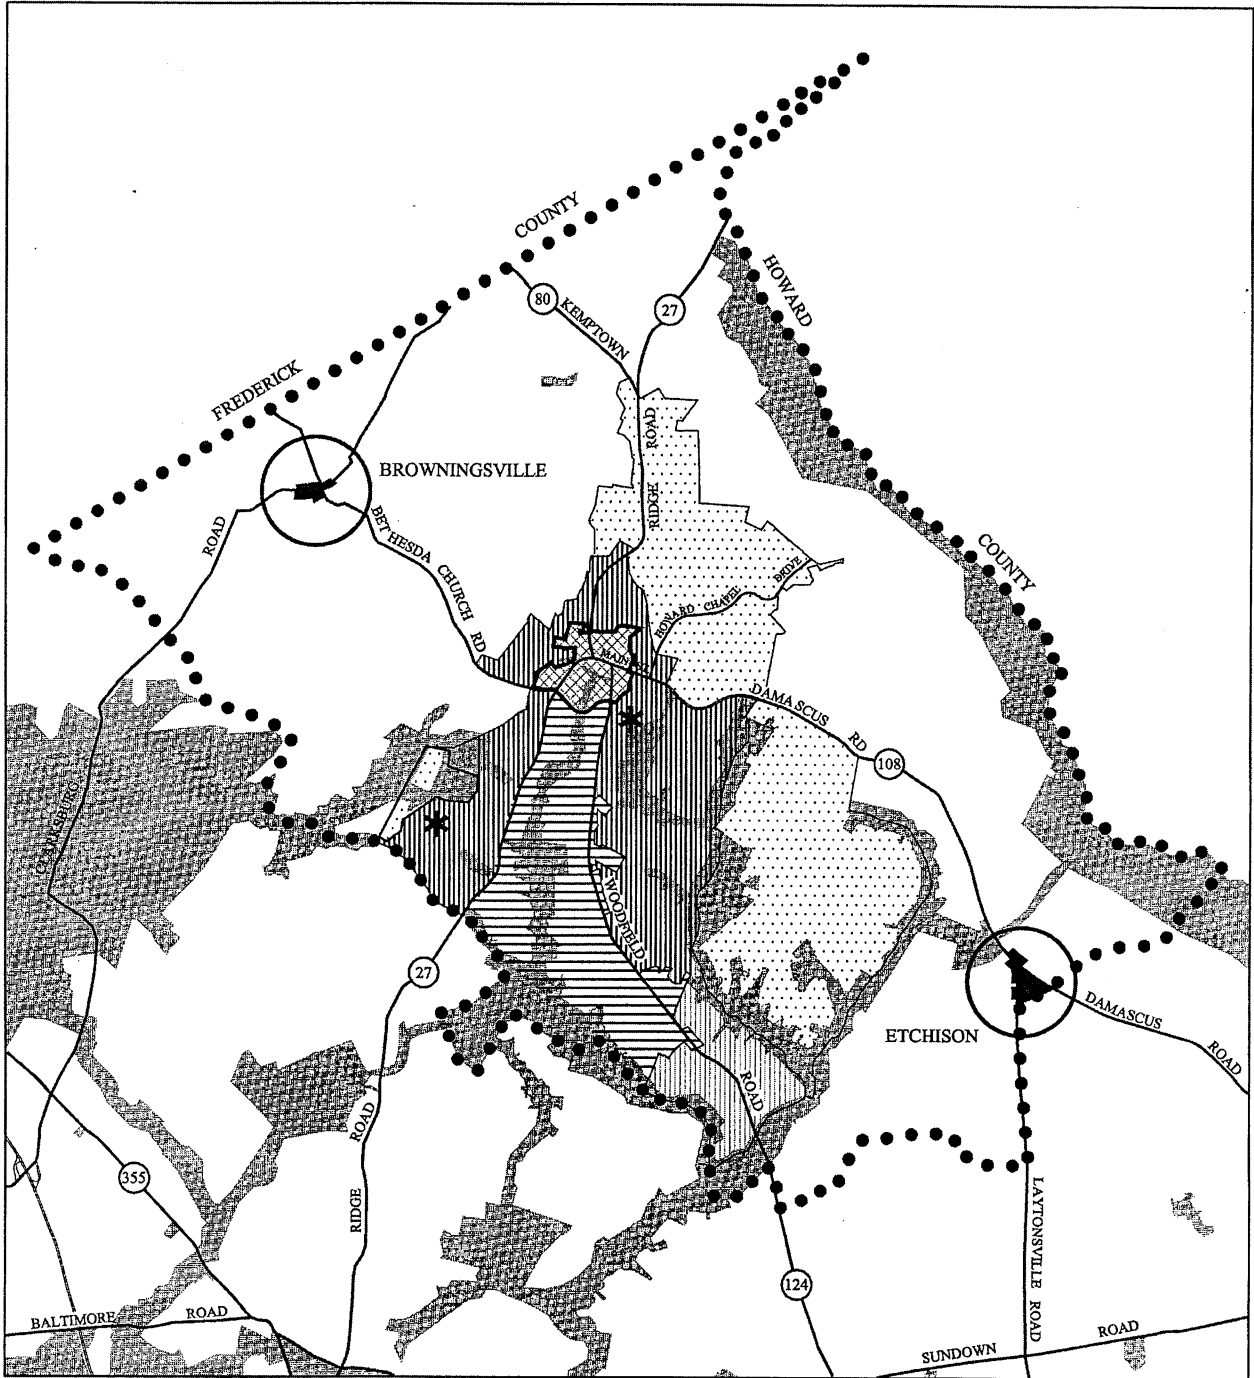 COUNTY
HOWARD
80
KEMPTOWN
27
FREDERICK
ROAD
BROWNINGSVILLE
RIDGE
ROAD
BETHESDA
CHURCH
RD
COUNTY
DRIVE
HOWARD CHAPEL
MAIN ST.
DAMASCUS
RD
108
CLARKSBURG
WOODFIELD
27
ETCHISON
DAMASCUS
ROAD
ROAD
ROAD
355
RIDGE
LAYTONSVILLE ROAD
124
BALTIMORE
ROAD
SUNDOWN
ROAD